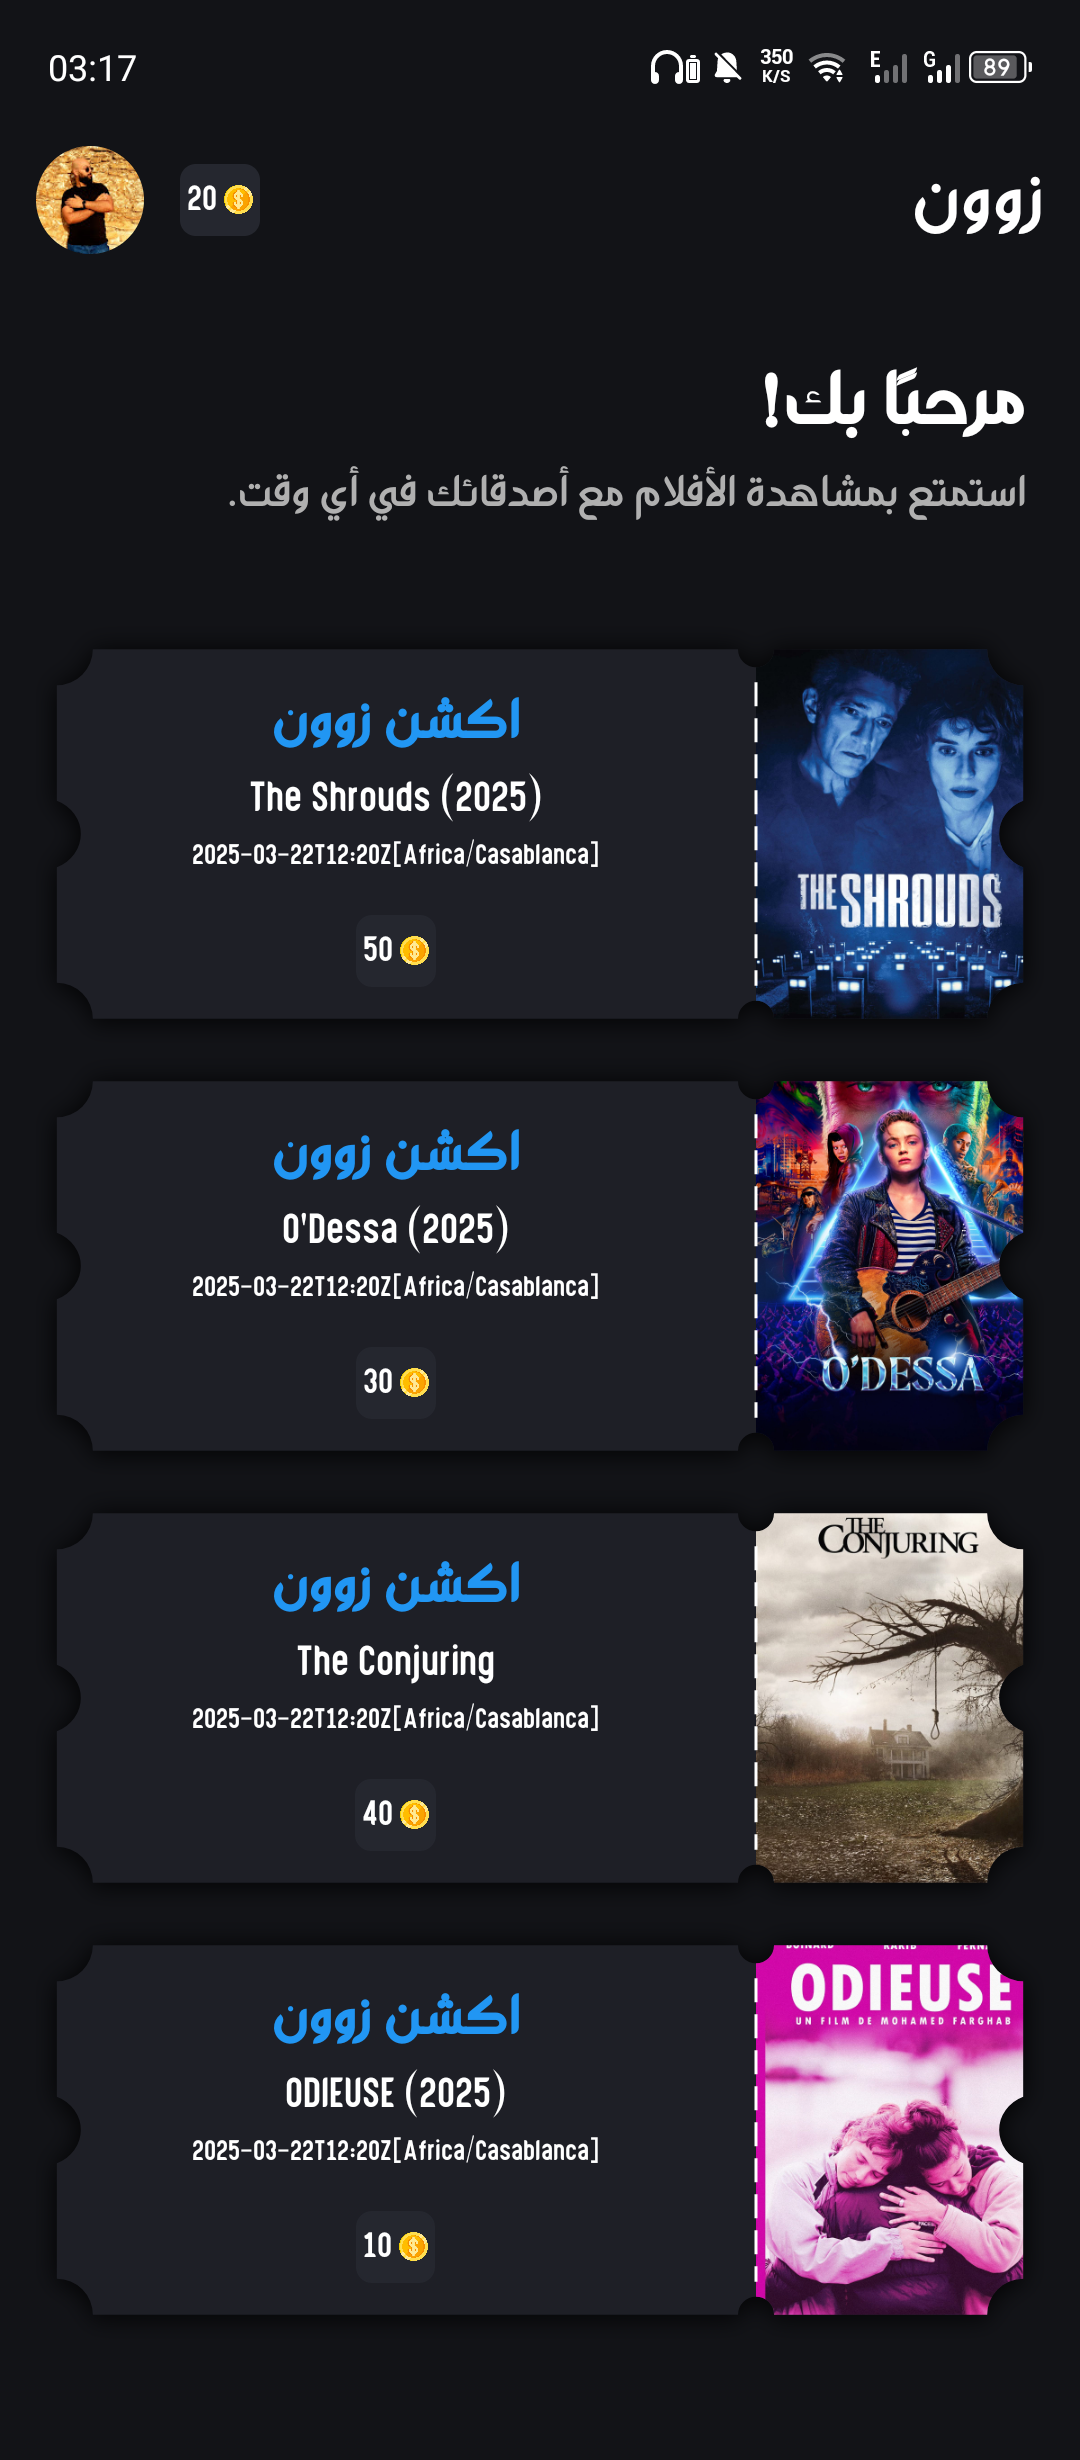 03:17
350
K/S
E
G
89
20
زوون
مرحبًا بك!
استمتع بمشاهدة الأفلام مع أصدقائك في أي وقت.
اكشن زوون
The Shrouds (2025)
2025-03-22T12:20Z[Africa/Casablanca]
50
THE SHROUDS
اكشن زوون
O'Dessa (2025)
2025-03-22T12:20Z[Africa/Casablanca]
30
O'DESSA
اكشن زوون
The Conjuring
2025-03-22T12:20Z[Africa/Casablanca]
40
THE
CONJURING
اكشن زوون
ODIEUSE (2025)
2025-03-22T12:20Z[Africa/Casablanca]
10
ODIEUSE
UN FILM DE MOHAMED FARGHAB